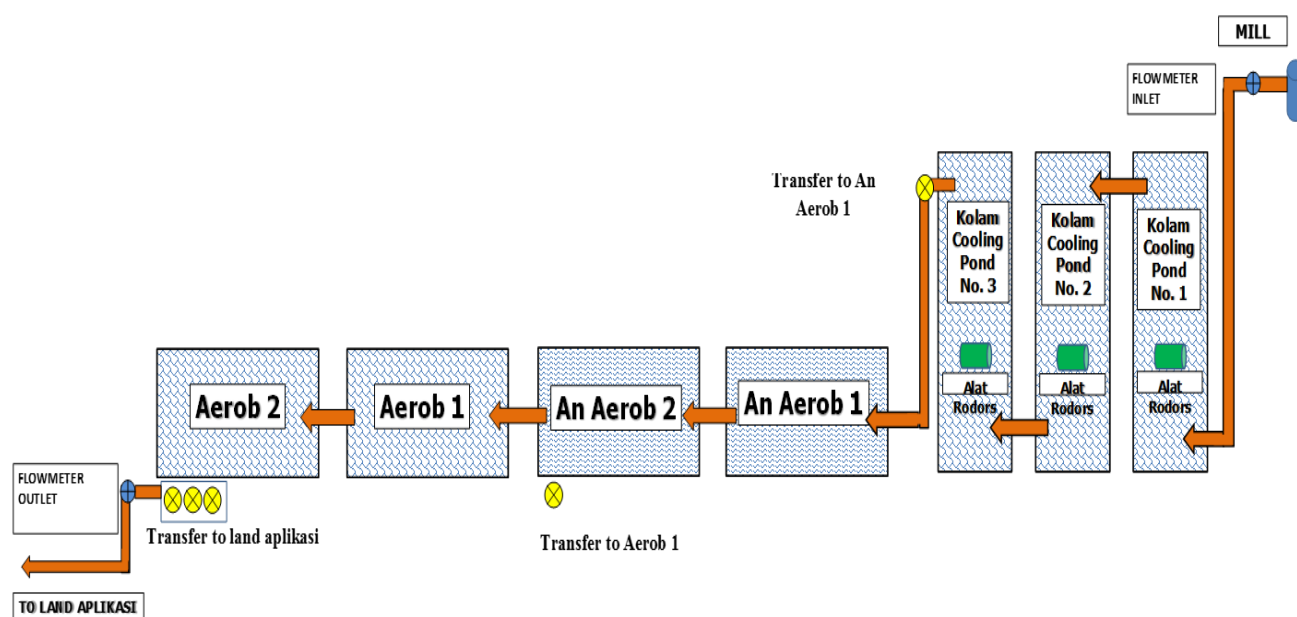 MILL
FLOWMETER
INLET
Transfer to An
Aerob 1
Kolam
Cooling
Pond
No. 3
Kolam
Cooling
Pond
No. 2
Kolam
Cooling
Pond
No. 1
Alat
Rodors
Alat
Rodors
Alat
Rodors
Aerob 2
Aerob 1
An Aerob 2
An Aerob 1
FLOWMETER
OUTLET
Transfer to land aplikasi
Transfer to Aerob 1
TO LAND APLIKASI